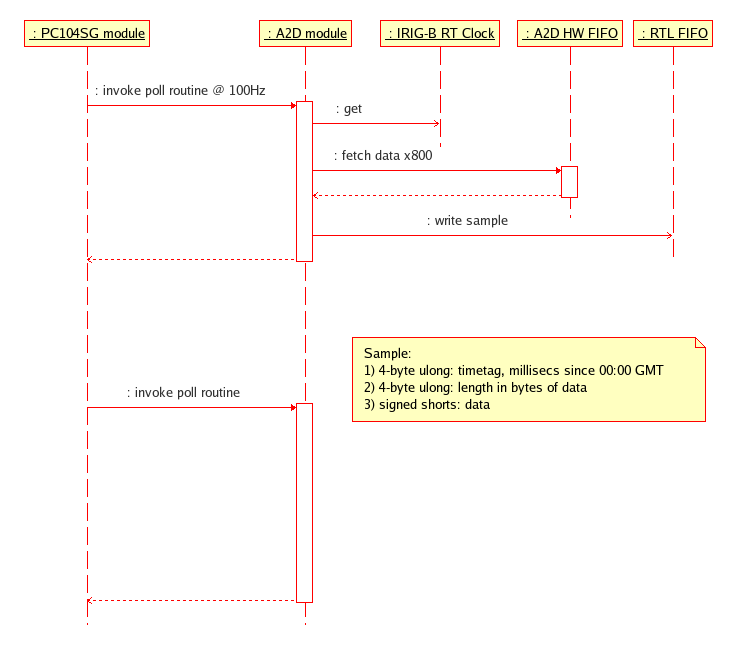 : PC104SG module
: A2D module
: IRIG-B RT Clock
: A2D HW FIFO
: RTL FIFO
: invoke poll routine @ 100Hz
: get
: fetch data x800
: write sample
Sample:
1) 4-byte ulong: timetag, millisecs since 00:00 GMT
2) 4-byte ulong: length in bytes of data
3) signed shorts: data
: invoke poll routine